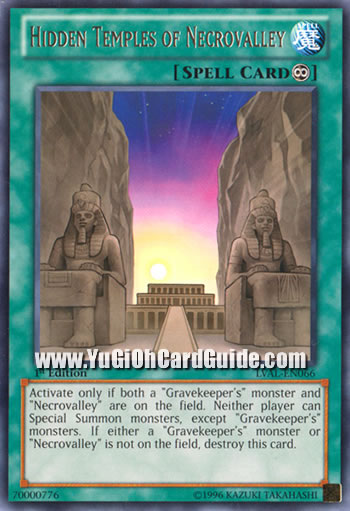 HIDDEN TEMPLES OF NECROVALLEY 魔
[SPELL CARD∞]
www.YuGiOhCardGuide.com
1st Edition LVAL-EN066
Activate only if both a "Gravekeeper's" monster and
"Necrovalley" are on the field. Neither player can
Special Summon monsters, except "Gravekeeper's"
monsters. If either a "Gravekeeper's" monster or
"Necrovalley" is not on the field, destroy this card.
70000776 ©1996 KAZUKI TAKAHASHI